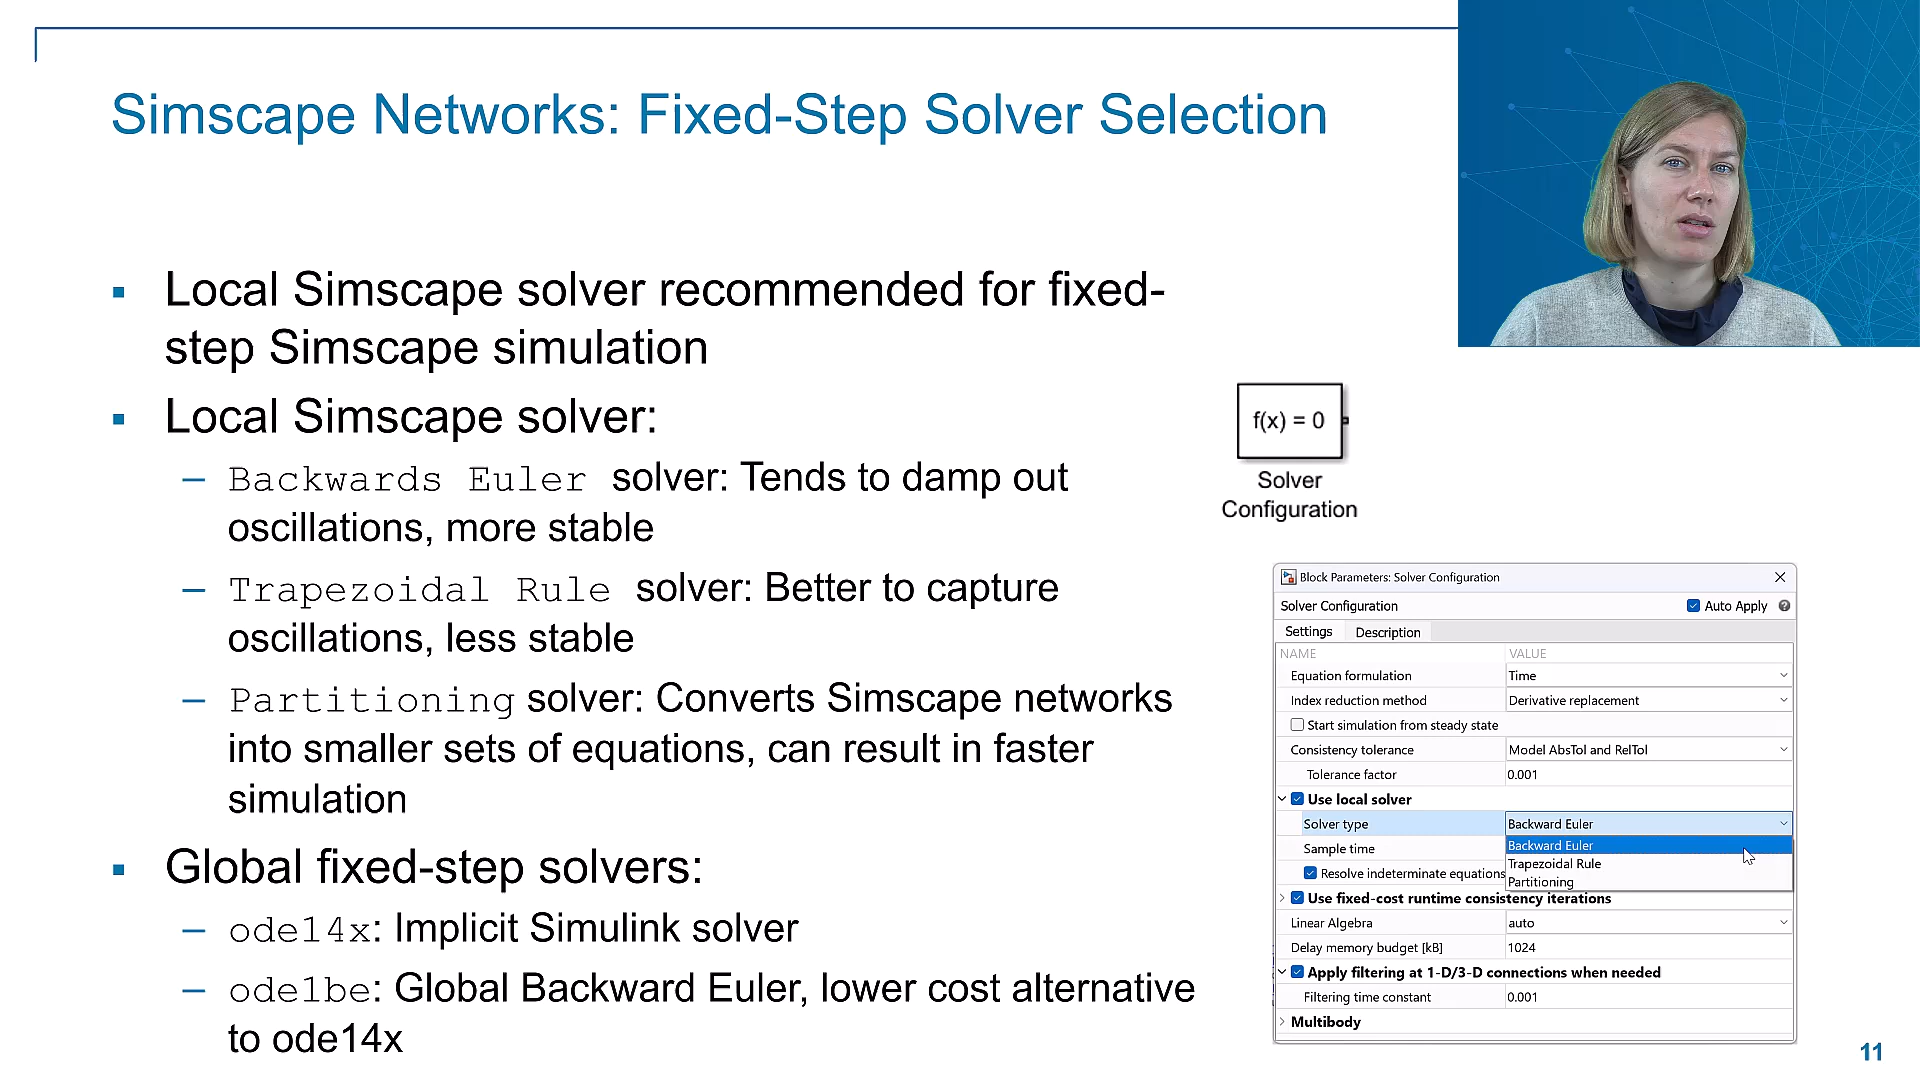 Simscape Networks: Fixed-Step Solver Selection
▪ Local Simscape solver recommended for fixed-
step Simscape simulation
▪ Local Simscape solver:
– Backwards Euler solver: Tends to damp out
oscillations, more stable
– Trapezoidal Rule solver: Better to capture
oscillations, less stable
– Partitioning solver: Converts Simscape networks
into smaller sets of equations, can result in faster
simulation
▪ Global fixed-step solvers:
– ode14x: Implicit Simulink solver
– ode1be: Global Backward Euler, lower cost alternative
to ode14x
f(x) = 0
Solver
Configuration
Block Parameters: Solver Configuration
Solver Configuration Auto Apply
Settings Description
NAME VALUE
Equation formulation Time
Index reduction method Derivative replacement
Start simulation from steady state
Consistency tolerance Model AbsTol and RelTol
Tolerance factor 0.001
Use local solver
Solver type Backward Euler
Backward Euler
Sample time
Trapezoidal Rule
Resolve indeterminate equations
Partitioning
Use fixed-cost runtime consistency iterations
Linear Algebra auto
Delay memory budget [kB] 1024
Apply filtering at 1-D/3-D connections when needed
Filtering time constant 0.001
Multibody
11